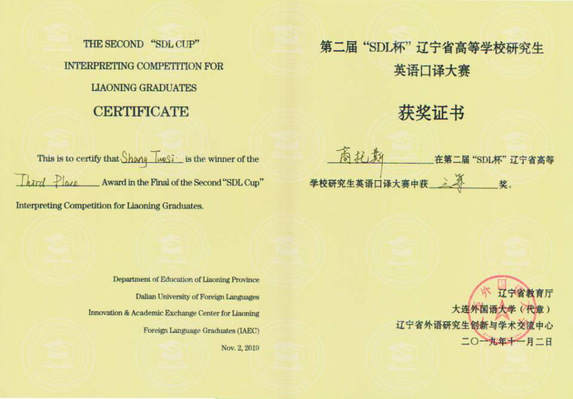 THE SECOND “SDL CUP”
INTERPRETING COMPETITION FOR
LIAONING GRADUATES
CERTIFICATE
This is to certify that Shang Tuosi is the winner of the
Third Place Award in the Final of the Second “SDL Cup”
Interpreting Competition for Liaoning Graduates.
Department of Education of Liaoning Province
Dalian University of Foreign Languages
Innovation & Academic Exchange Center for Liaoning
Foreign Language Graduates (IAEC)
Nov. 2, 2019
第二届“SDL杯”辽宁省高等学校研究生
英语口译大赛
获奖证书
商托斯 在第二届“SDL杯”辽宁省高等
学校研究生英语口译大赛中获 三等 奖。
辽宁省教育厅
大连外国语大学（代章）
辽宁省外语研究生创新与学术交流中心
二〇一九年十一月二日